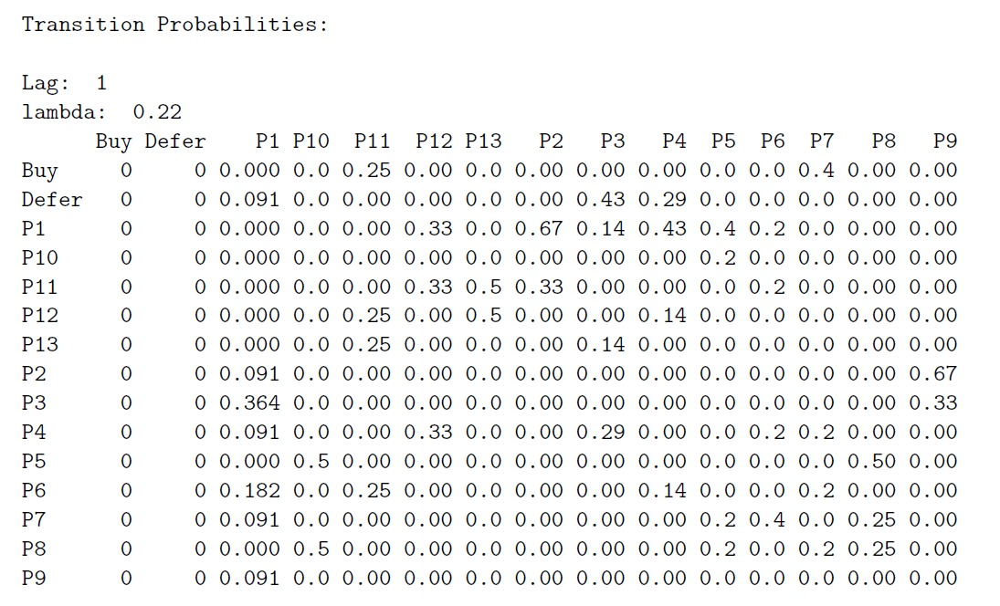 Transition Probabilities:
Lag:  1
lambda:  0.22
      Buy Defer    P1 P10  P11  P12 P13   P2   P3   P4  P5  P6  P7   P8   P9
Buy     0     0 0.000 0.0 0.25 0.00 0.0 0.00 0.00 0.00 0.0 0.0 0.4 0.00 0.00
Defer   0     0 0.091 0.0 0.00 0.00 0.0 0.00 0.43 0.29 0.0 0.0 0.0 0.00 0.00
P1      0     0 0.000 0.0 0.00 0.33 0.0 0.67 0.14 0.43 0.4 0.2 0.0 0.00 0.00
P10     0     0 0.000 0.0 0.00 0.00 0.0 0.00 0.00 0.00 0.2 0.0 0.0 0.00 0.00
P11     0     0 0.000 0.0 0.00 0.33 0.5 0.33 0.00 0.00 0.0 0.2 0.0 0.00 0.00
P12     0     0 0.000 0.0 0.25 0.00 0.5 0.00 0.00 0.14 0.0 0.0 0.0 0.00 0.00
P13     0     0 0.000 0.0 0.25 0.00 0.0 0.00 0.14 0.00 0.0 0.0 0.0 0.00 0.00
P2      0     0 0.091 0.0 0.00 0.00 0.0 0.00 0.00 0.00 0.0 0.0 0.0 0.00 0.67
P3      0     0 0.364 0.0 0.00 0.00 0.0 0.00 0.00 0.00 0.0 0.0 0.0 0.00 0.33
P4      0     0 0.091 0.0 0.00 0.33 0.0 0.00 0.29 0.00 0.0 0.2 0.2 0.00 0.00
P5      0     0 0.000 0.5 0.00 0.00 0.0 0.00 0.00 0.00 0.0 0.0 0.0 0.50 0.00
P6      0     0 0.182 0.0 0.25 0.00 0.0 0.00 0.00 0.14 0.0 0.0 0.2 0.00 0.00
P7      0     0 0.091 0.0 0.00 0.00 0.0 0.00 0.00 0.00 0.2 0.4 0.0 0.25 0.00
P8      0     0 0.000 0.5 0.00 0.00 0.0 0.00 0.00 0.00 0.2 0.0 0.2 0.25 0.00
P9      0     0 0.091 0.0 0.00 0.00 0.0 0.00 0.00 0.00 0.0 0.0 0.0 0.00 0.00